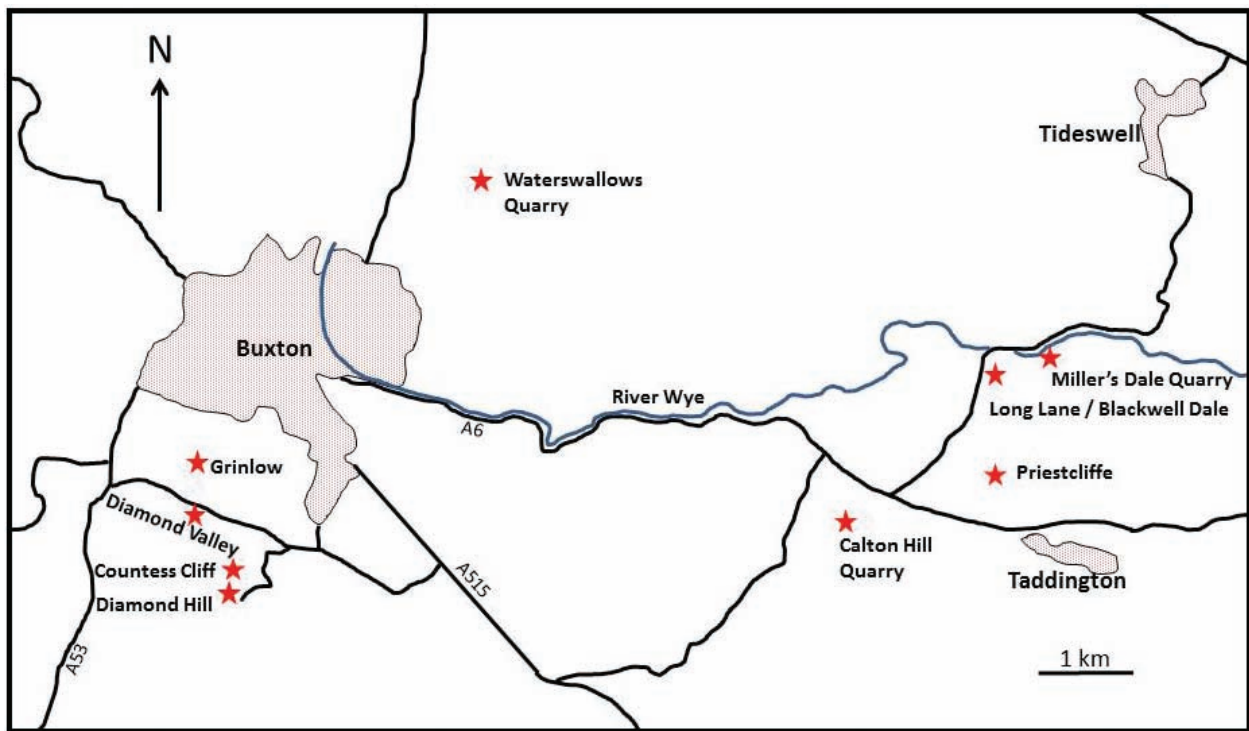 N
Tideswell
Waterswallows
Quarry
Buxton
River Wye
A6
Miller's Dale Quarry
Long Lane / Blackwell Dale
Grinlow
Priestcliffe
Diamond Valley
Calton Hill
Quarry
Countess Cliff
Taddington
Diamond Hill
A515
A53
1 km